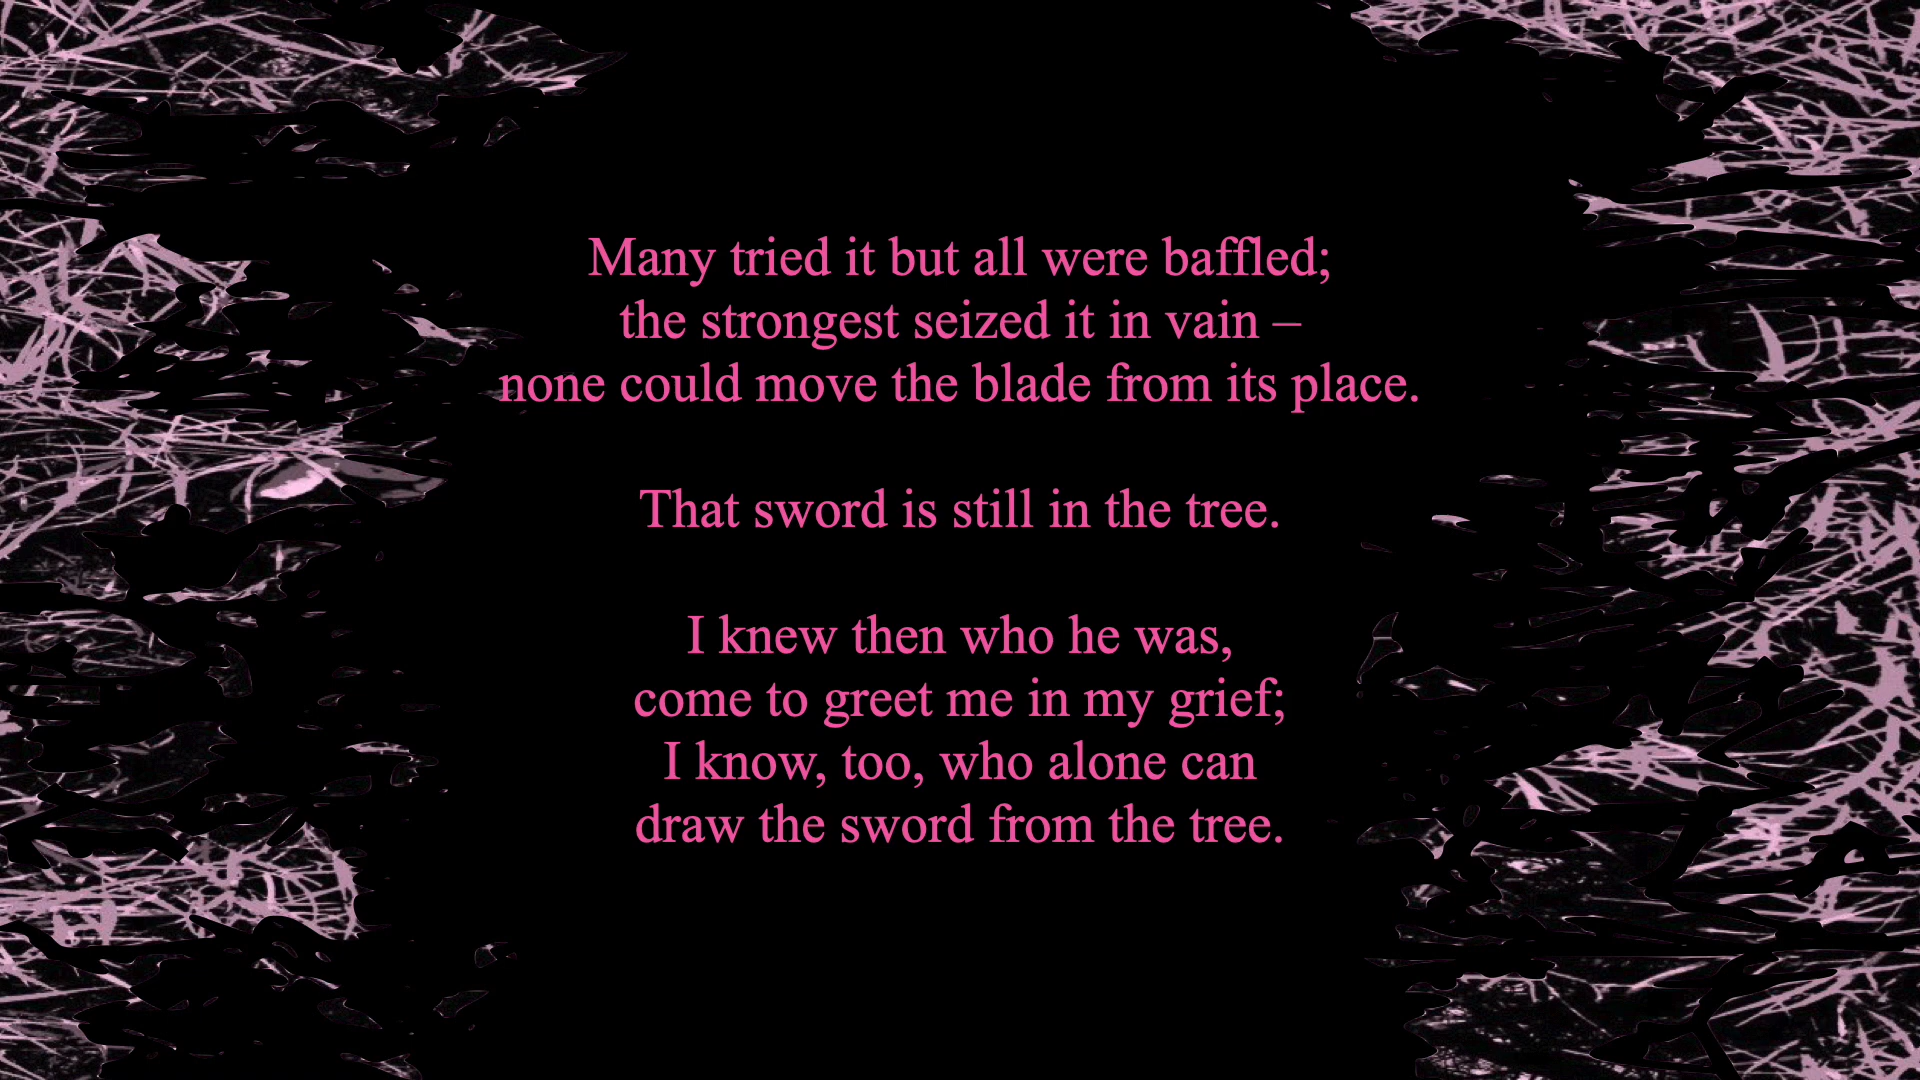 Many tried it but all were baffled;
the strongest seized it in vain –
none could move the blade from its place.
That sword is still in the tree.
I knew then who he was,
come to greet me in my grief;
I know, too, who alone can
draw the sword from the tree.